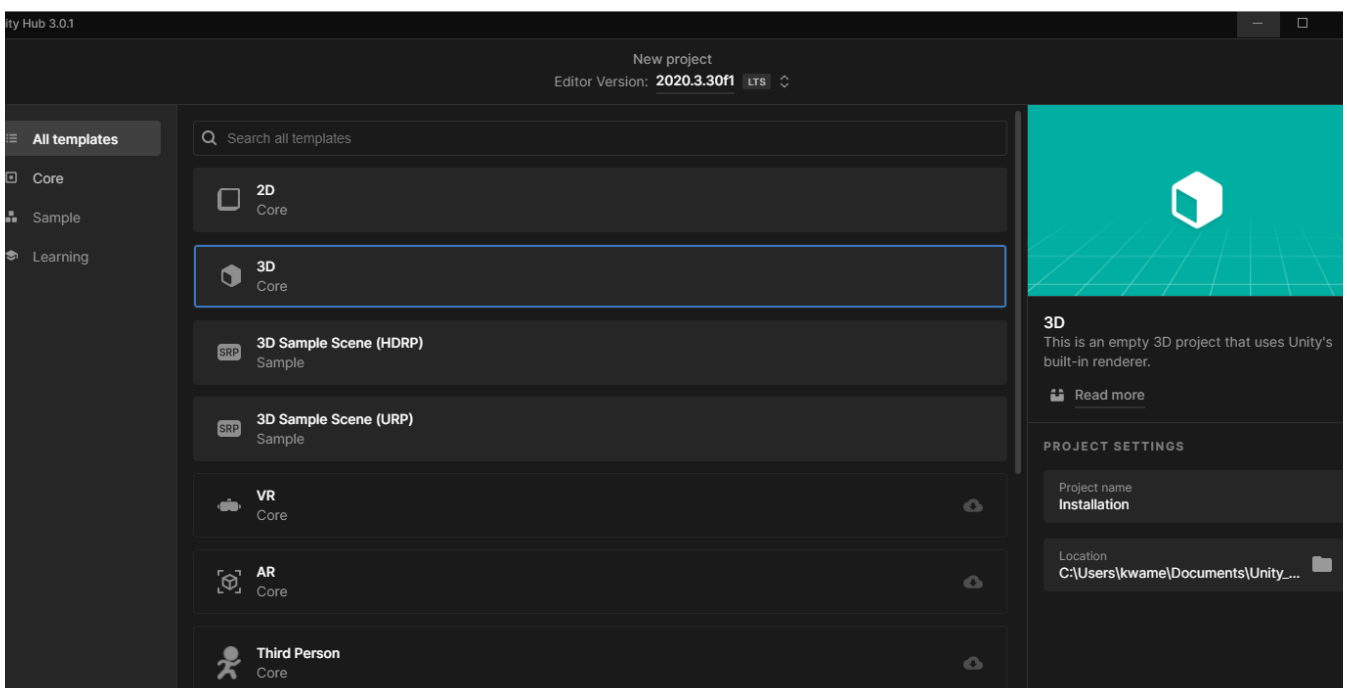 ity Hub 3.0.1
New project
Editor Version: 2020.3.30f1 LTS
All templates
Core
Sample
Learning
Search all templates
2D
Core
3D
Core
SRP
3D Sample Scene (HDRP)
Sample
SRP
3D Sample Scene (URP)
Sample
VR
Core
AR
Core
Third Person
Core
3D
This is an empty 3D project that uses Unity's
built-in renderer.
Read more
PROJECT SETTINGS
Project name
Installation
Location
C:\Users\kwame\Documents\Unity_...